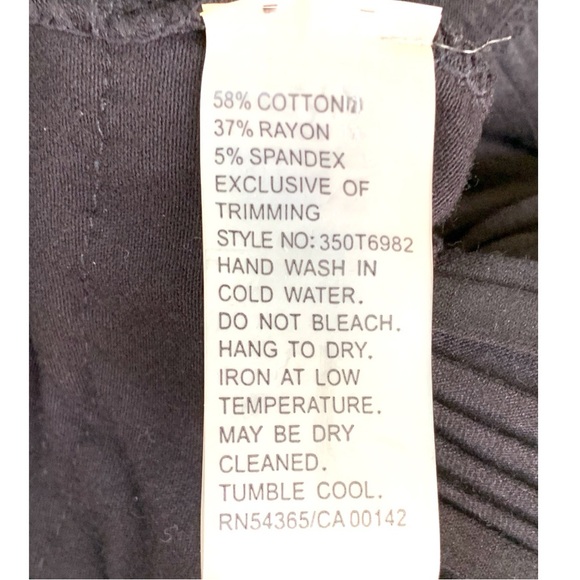 58% COTTON
37% RAYON
5% SPANDEX
EXCLUSIVE OF
TRIMMING
STYLE NO: 350T6982
HAND WASH IN
COLD WATER.
DO NOT BLEACH.
HANG TO DRY.
IRON AT LOW
TEMPERATURE.
MAY BE DRY
CLEANED.
TUMBLE COOL.
RN54365/CA 00142